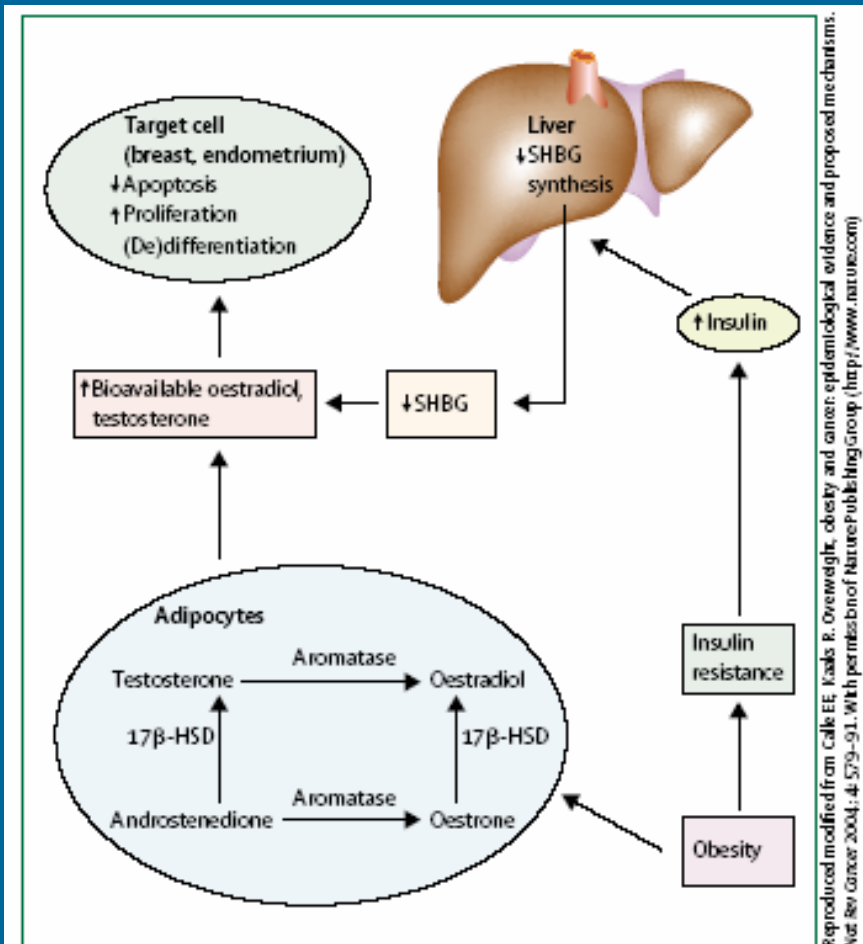 Target cell
(breast, endometrium)
↓Apoptosis
↑Proliferation
(De)differentiation
Liver
↓SHBG
synthesis
↑Insulin
↑Bioavailable oestradiol,
testosterone
↓SHBG
Adipocytes
Testosterone
Aromatase
Oestradiol
17β-HSD
17β-HSD
Androstenedione
Aromatase
Oestrone
Insulin
resistance
Obesity
Reproduced modified from Calle EE, Kaaks R. Overweight, obesity and cancer: epidemiological evidence and proposed mechanisms.
Nat Rev Cancer 2004; 4: 579–91. With permission of Nature Publishing Group (http://www.nature.com)